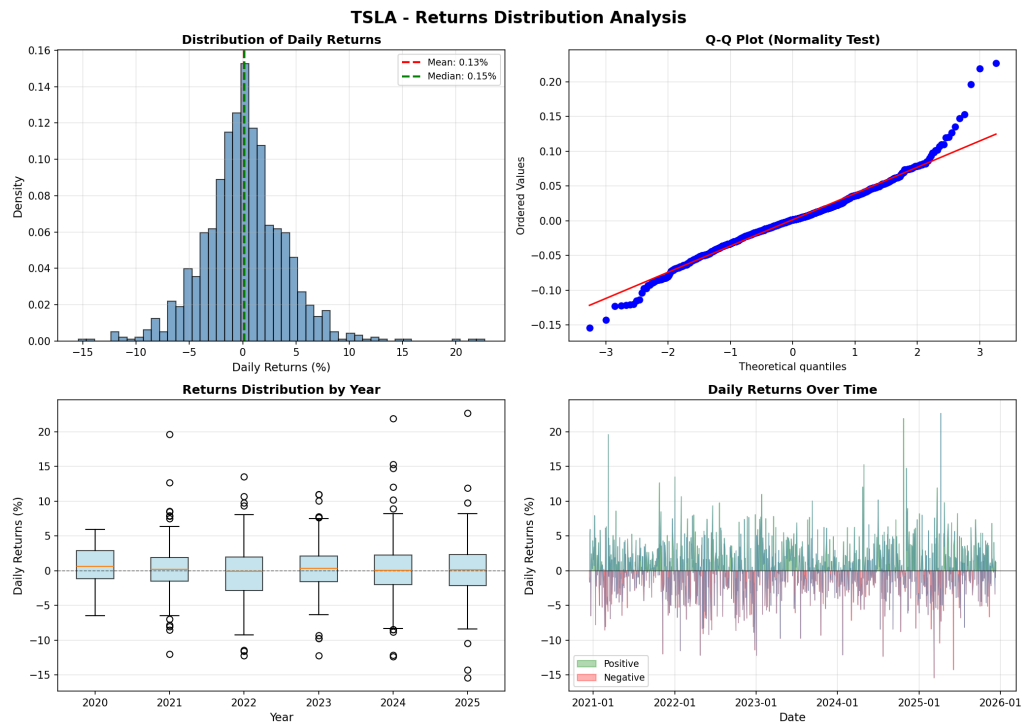 TSLA - Returns Distribution Analysis
Distribution of Daily Returns
Density
0.16
0.14
0.12
0.10
0.08
0.06
0.04
0.02
0.00
Mean: 0.13%
Median: 0.15%
−15 −10 −5 0 5 10 15 20
Daily Returns (%)
Q-Q Plot (Normality Test)
Ordered Values
0.20
0.15
0.10
0.05
0.00
−0.05
−0.10
−0.15
−3 −2 −1 0 1 2 3
Theoretical quantiles
Returns Distribution by Year
Daily Returns (%)
20
15
10
5
0
−5
−10
−15
2020 2021 2022 2023 2024 2025
Year
Daily Returns Over Time
Daily Returns (%)
20
15
10
5
0
−5
−10
−15
Positive
Negative
2021-01 2022-01 2023-01 2024-01 2025-01 2026-01
Date